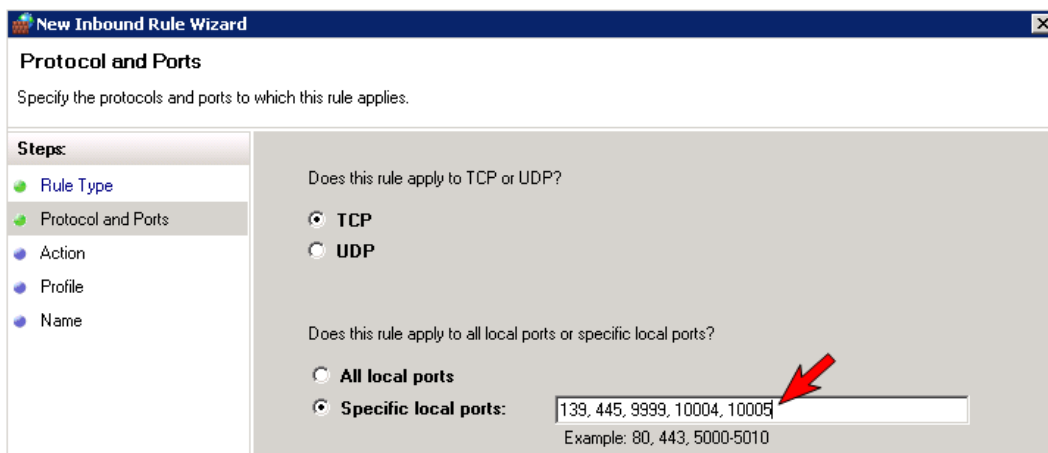 New Inbound Rule Wizard
Protocol and Ports
Specify the protocols and ports to which this rule applies.
Steps:
Rule Type
Protocol and Ports
Action
Profile
Name
Does this rule apply to TCP or UDP?
TCP
UDP
Does this rule apply to all local ports or specific local ports?
All local ports
Specific local ports: 139, 445, 9999, 10004, 10005
Example: 80, 443, 5000-5010